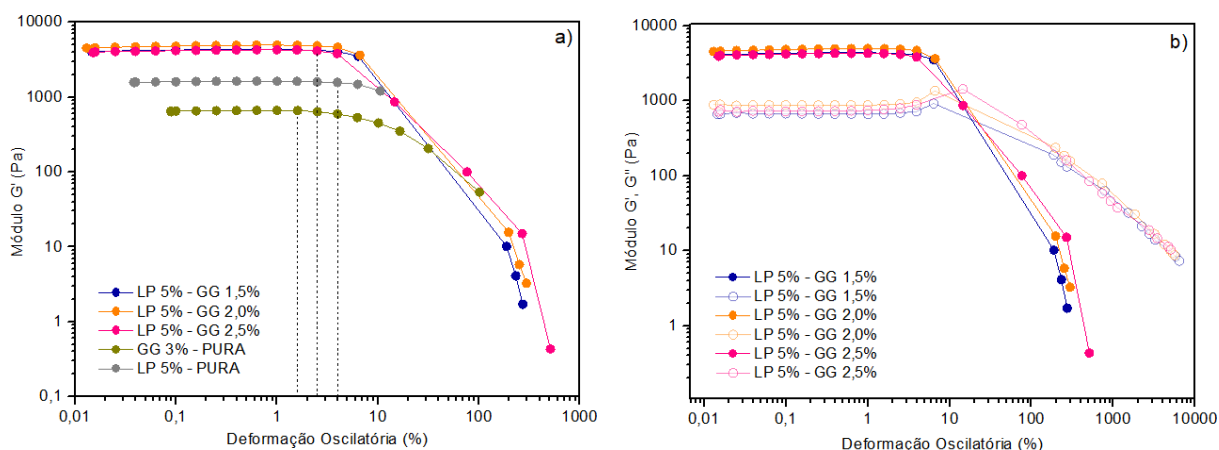 a)
Módulo G' (Pa)
10000
1000
100
10
1
0,1
LP 5% - GG 1,5%
LP 5% - GG 2,0%
LP 5% - GG 2,5%
GG 3% - PURA
LP 5% - PURA
0,01 0,1 1 10 100 1000
Deformação Oscilatória (%)
b)
Módulo G', G'' (Pa)
10000
1000
100
10
1
LP 5% - GG 1,5%
LP 5% - GG 1,5%
LP 5% - GG 2,0%
LP 5% - GG 2,0%
LP 5% - GG 2,5%
LP 5% - GG 2,5%
0,01 0,1 1 10 100 1000 10000
Deformação Oscilatória (%)